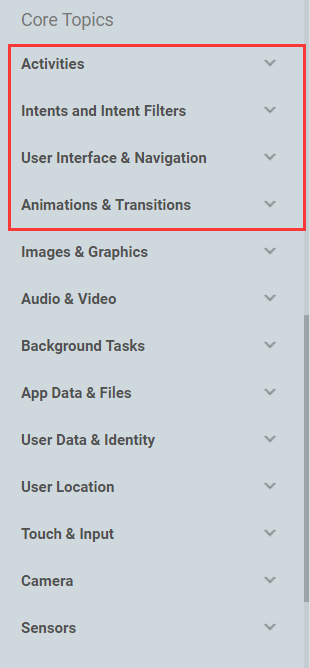 Core Topics
Activities
Intents and Intent Filters
User Interface & Navigation
Animations & Transitions
Images & Graphics
Audio & Video
Background Tasks
App Data & Files
User Data & Identity
User Location
Touch & Input
Camera
Sensors